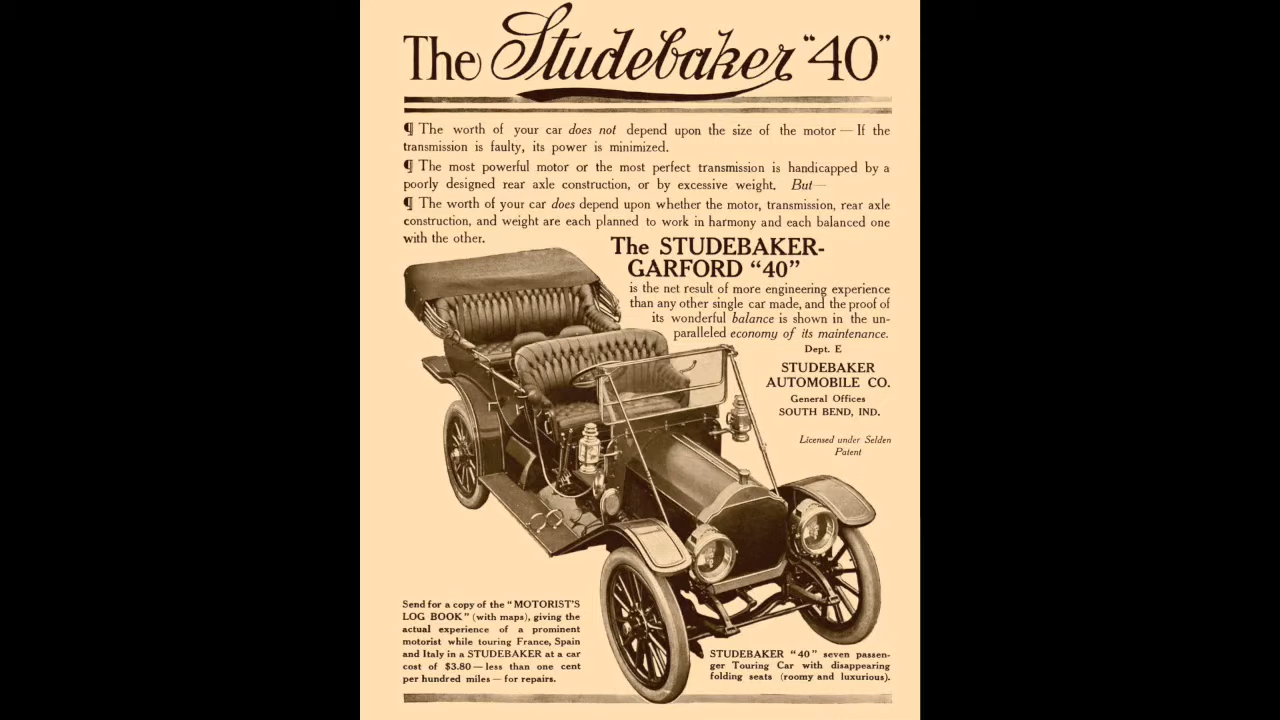 The Studebaker "40"
¶ The worth of your car does not depend upon the size of the motor — If the
transmission is faulty, its power is minimized.
¶ The most powerful motor or the most perfect transmission is handicapped by a
poorly designed rear axle construction, or by excessive weight. But —
¶ The worth of your car does depend upon whether the motor, transmission, rear axle
construction, and weight are each planned to work in harmony and each balanced one
with the other.
The STUDEBAKER-
GARFORD "40"
is the net result of more engineering experience
than any other single car made, and the proof of
its wonderful balance is shown in the un-
paralleled economy of its maintenance.
Dept. E
STUDEBAKER
AUTOMOBILE CO.
General Offices
SOUTH BEND, IND.
Licensed under Selden
Patent
Send for a copy of the "MOTORIST'S
LOG BOOK" (with maps), giving the
actual experience of a prominent
motorist while touring France, Spain
and Italy in a STUDEBAKER at a car
cost of $3.80 — less than one cent
per hundred miles — for repairs.
STUDEBAKER "40" seven passen-
ger Touring Car with disappearing
folding seats (roomy and luxurious).